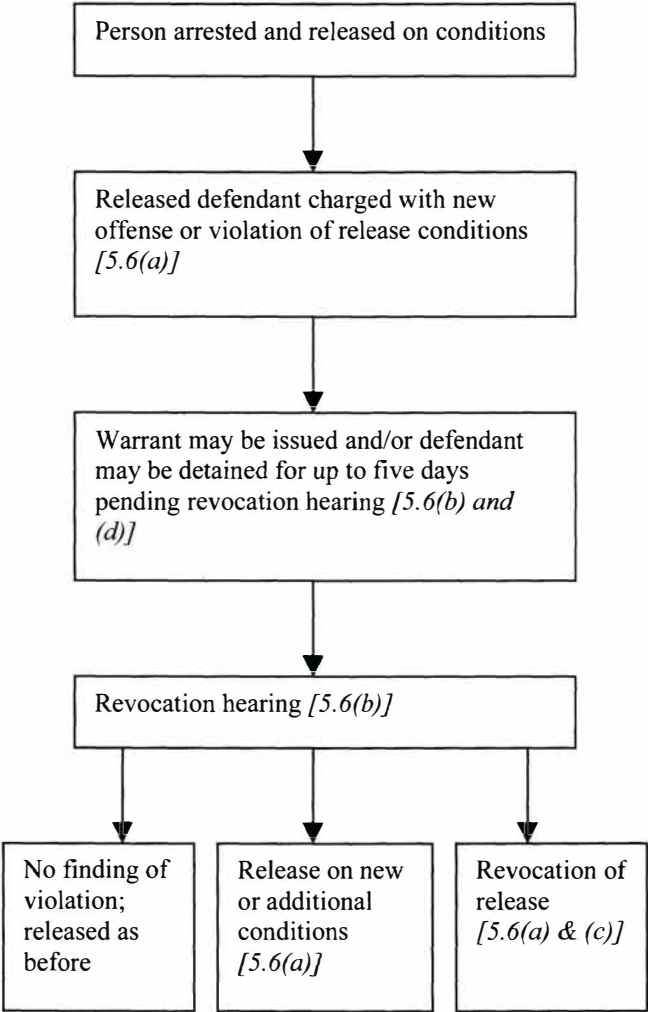 Person arrested and released on conditions
Released defendant charged with new
offense or violation of release conditions
[5.6(a)]
Warrant may be issued and/or defendant
may be detained for up to five days
pending revocation hearing [5.6(b) and
(d)]
Revocation hearing [5.6(b)]
No finding of
violation;
released as
before
Release on new
or additional
conditions
[5.6(a)]
Revocation of
release
[5.6(a) & (c)]